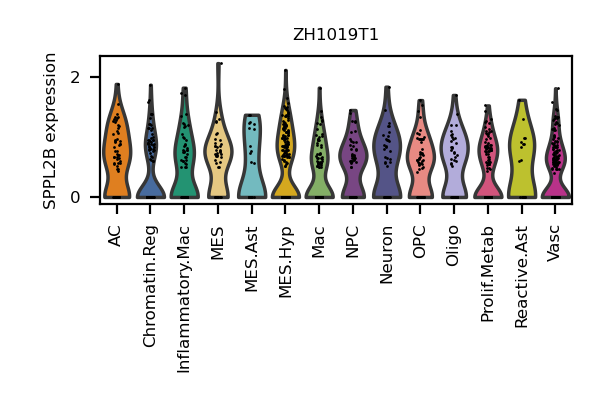 ZH1019T1
SPPL2B expression
2
0
AC
Chromatin.Reg
Inflammatory.Mac
MES
MES.Ast
MES.Hyp
Mac
NPC
Neuron
OPC
Oligo
Prolif.Metab
Reactive.Ast
Vasc